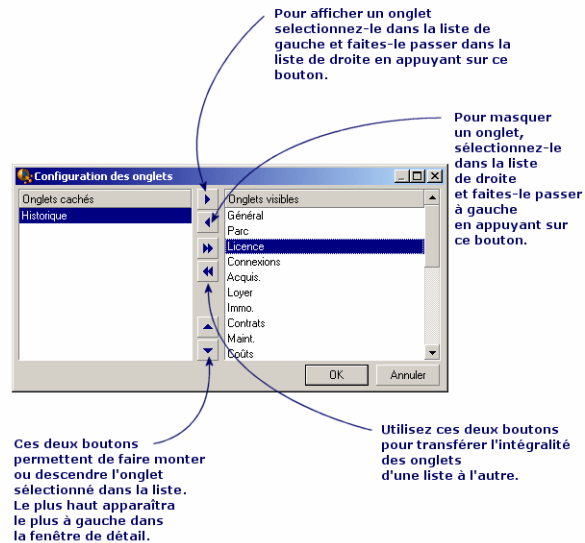 Pour afficher un onglet
selectionnez-le dans la liste de
gauche et faites-le passer dans la
liste de droite en appuyant sur ce
bouton.
Pour masquer
un onglet,
sélectionnez-le
dans la liste
de droite
et faites-le passer
à gauche
en appuyant sur
ce bouton.
Configuration des onglets
Onglets cachés
Historique
Onglets visibles
Général
Parc
Licence
Connexions
Acquis.
Loyer
Immo.
Contrats
Maint.
Coûts
OK
Annuler
Ces deux boutons
permettent de faire monter
ou descendre l'onglet
sélectionné dans la liste.
Le plus haut apparaîtra
le plus à gauche dans
la fenêtre de détail.
Utilisez ces deux boutons
pour transférer l'intégralité
des onglets
d'une liste à l'autre.